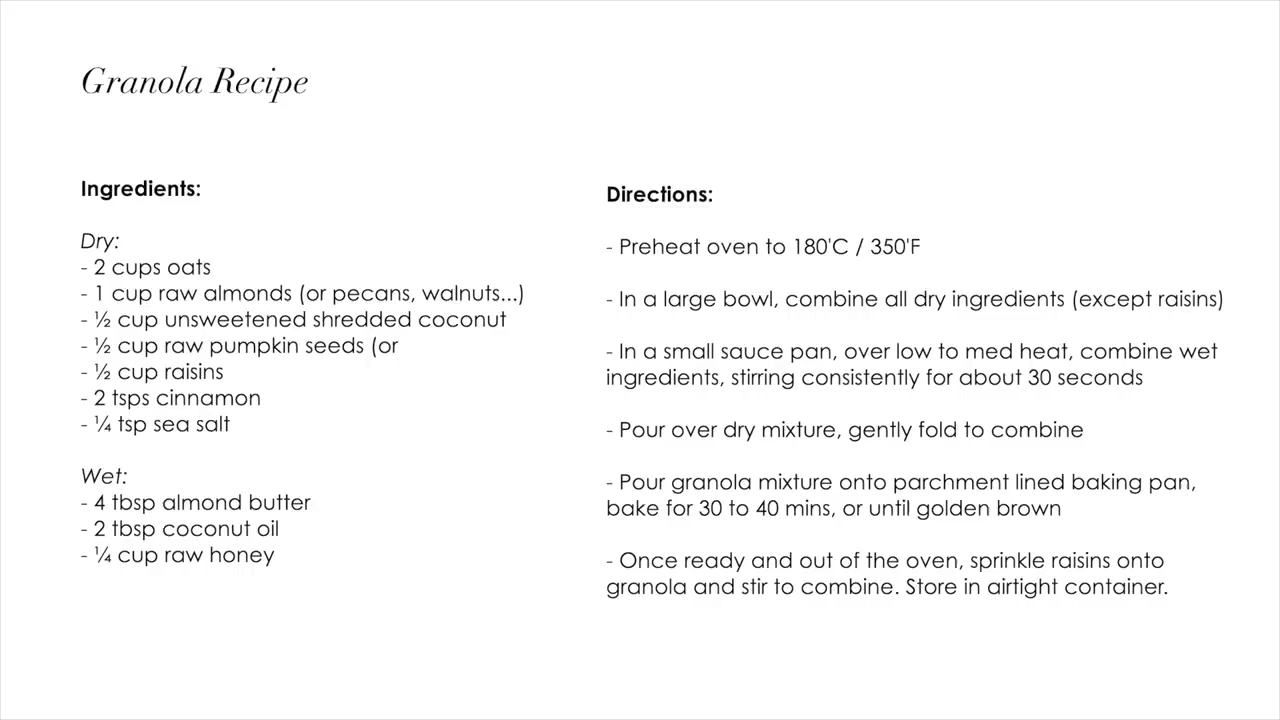 Granola Recipe
Ingredients:
Dry:
- 2 cups oats
- 1 cup raw almonds (or pecans, walnuts...)
- ½ cup unsweetened shredded coconut
- ½ cup raw pumpkin seeds (or
- ½ cup raisins
- 2 tsps cinnamon
- ¼ tsp sea salt
Wet:
- 4 tbsp almond butter
- 2 tbsp coconut oil
- ¼ cup raw honey
Directions:
- Preheat oven to 180'C / 350'F
- In a large bowl, combine all dry ingredients (except raisins)
- In a small sauce pan, over low to med heat, combine wet
ingredients, stirring consistently for about 30 seconds
- Pour over dry mixture, gently fold to combine
- Pour granola mixture onto parchment lined baking pan,
bake for 30 to 40 mins, or until golden brown
- Once ready and out of the oven, sprinkle raisins onto
granola and stir to combine. Store in airtight container.